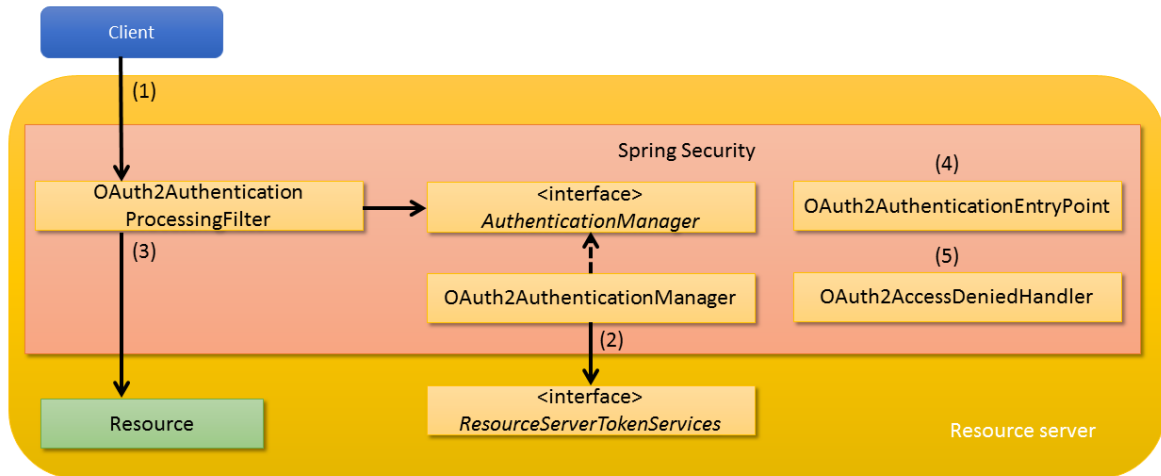 Client
(1)
Spring Security
(4)
OAuth2Authentication
ProcessingFilter
<interface>
AuthenticationManager
OAuth2AuthenticationEntryPoint
(3)
(5)
OAuth2AuthenticationManager
OAuth2AccessDeniedHandler
(2)
Resource
<interface>
ResourceServerTokenServices
Resource server